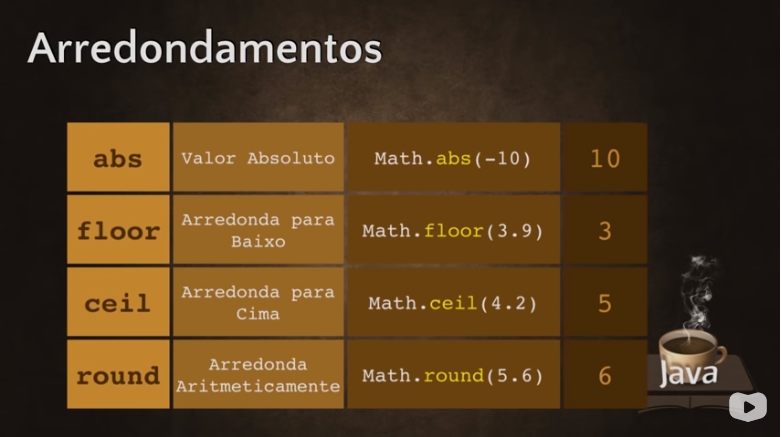 Arredondamentos
abs
Valor Absoluto
Math.abs(-10)
10
floor
Arredonda para
Baixo
Math.floor(3.9)
3
ceil
Arredonda para
Cima
Math.ceil(4.2)
5
round
Arredonda
Aritmeticamente
Math.round(5.6)
6
Java